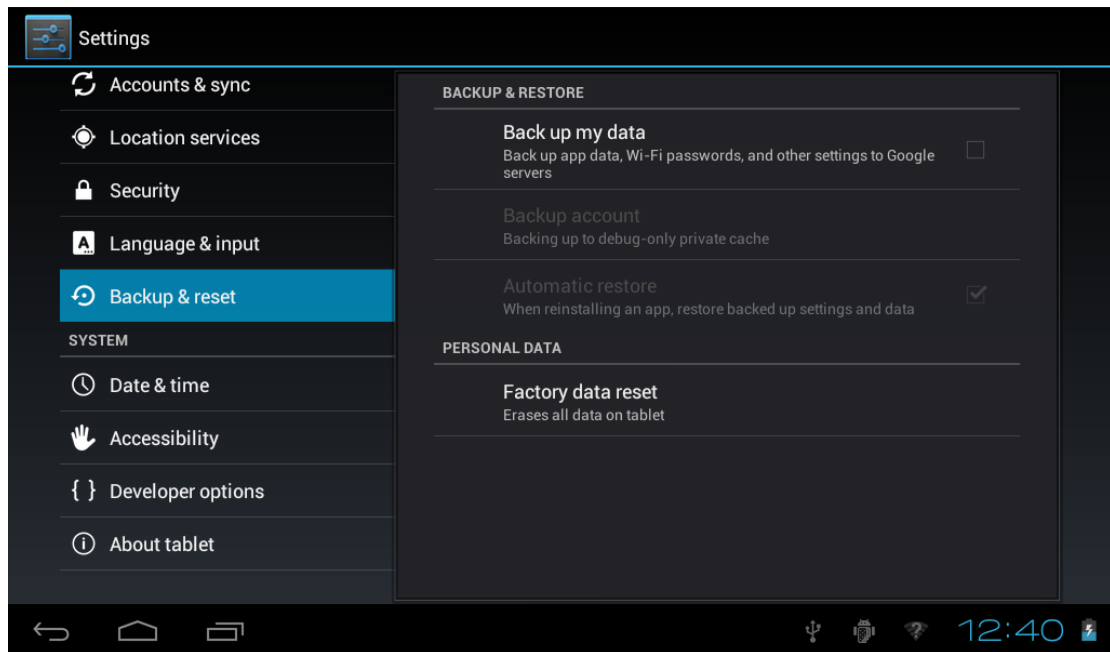 Settings
Accounts & sync
Location services
Security
Language & input
Backup & reset
SYSTEM
Date & time
Accessibility
Developer options
About tablet
BACKUP & RESTORE
Back up my data
Back up app data, Wi-Fi passwords, and other settings to Google
servers
Backup account
Backing up to debug-only private cache
Automatic restore
When reinstalling an app, restore backed up settings and data
PERSONAL DATA
Factory data reset
Erases all data on tablet
12:40